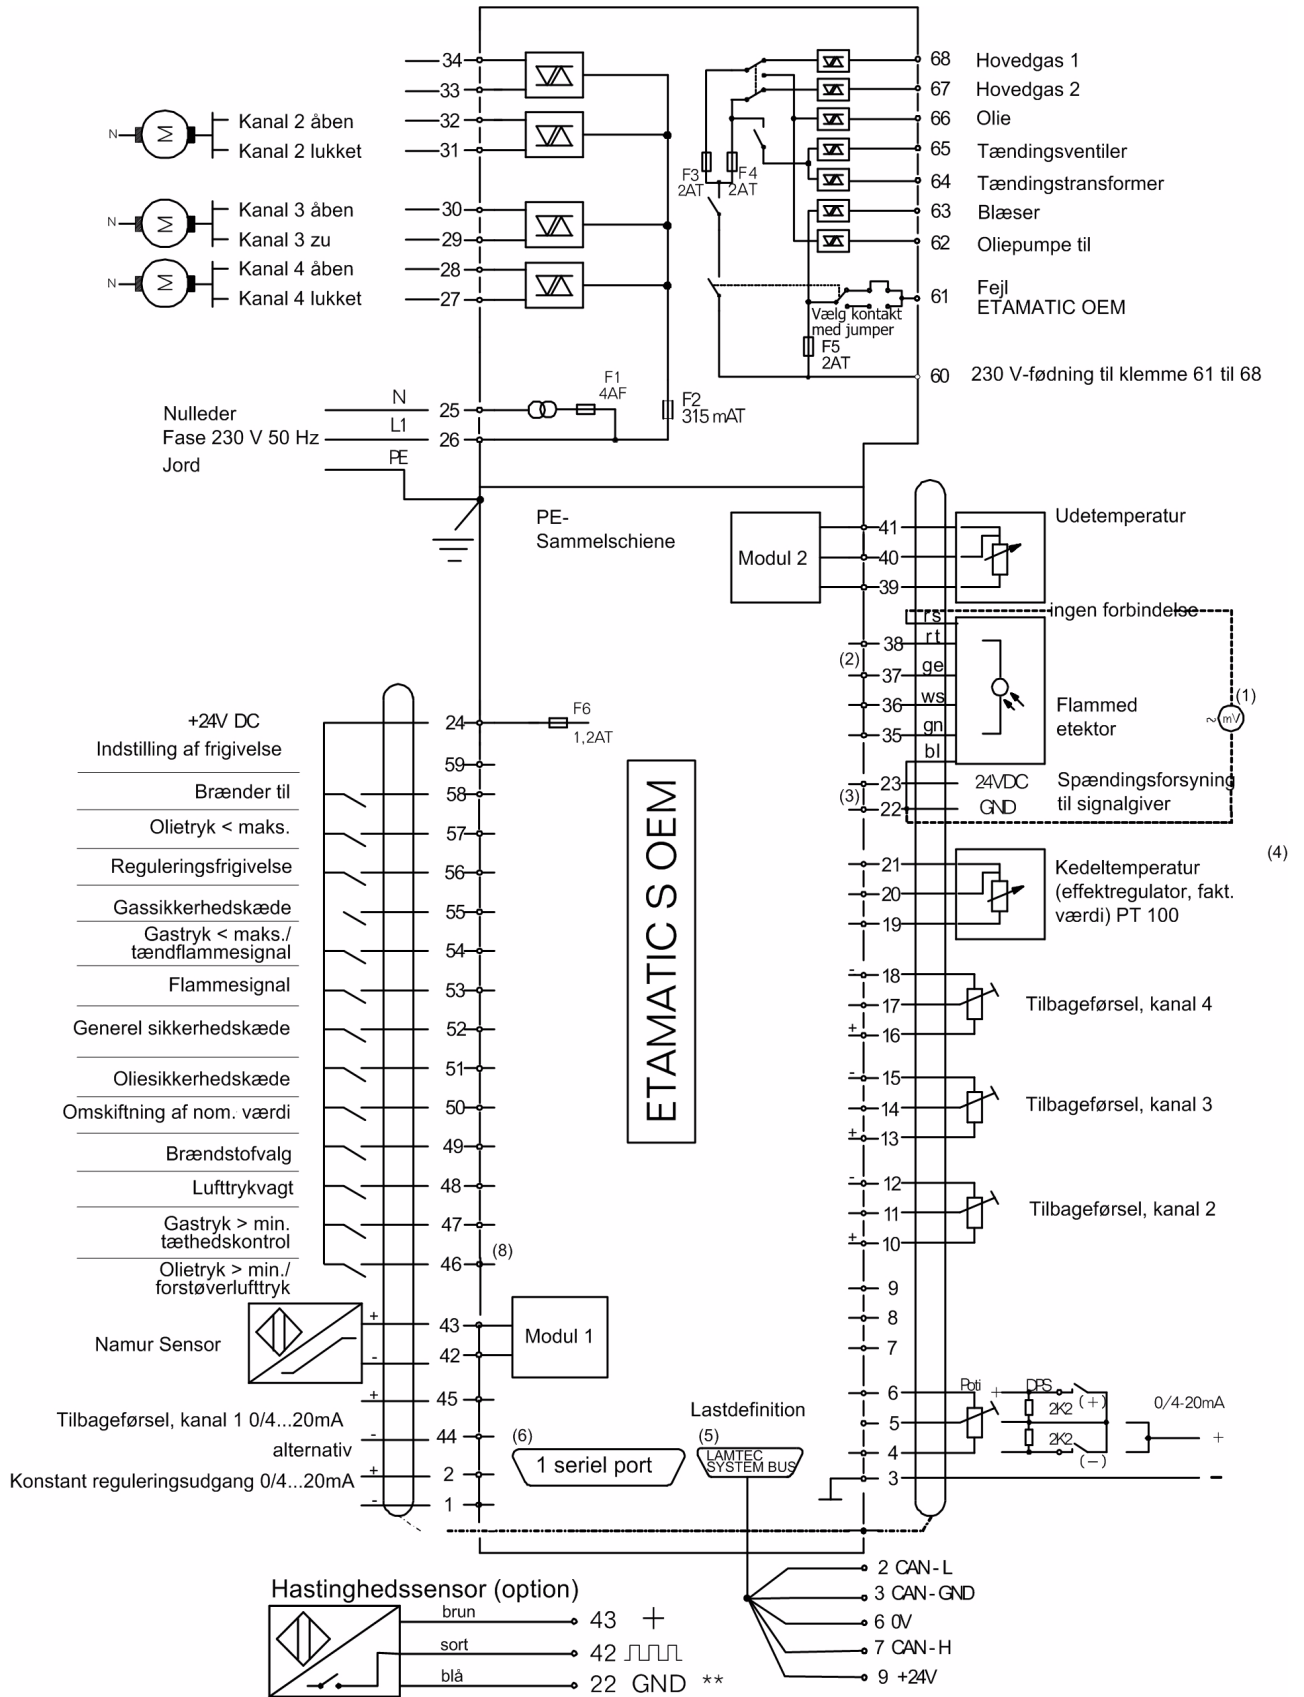 34
33
N
M
Kanal 2 åben
Kanal 2 lukket
32
31
N
M
Kanal 3 åben
Kanal 3 zu
30
29
N
M
Kanal 4 åben
Kanal 4 lukket
28
27
F3
2AT
F4
2AT
68 Hovedgas 1
67 Hovedgas 2
66 Olie
65 Tændingsventiler
64 Tændingstransformer
63 Blæser
62 Oliepumpe til
61 Fejl
ETAMATIC OEM
Vælg kontakt
med jumper
F5
2AT
60 230 V-fødning til klemme 61 til 68
F1
4AF
F2
315 mAT
Nulleder N 25
Fase 230 V 50 Hz L1 26
Jord PE
PE-
Sammelschiene
Modul 2
41
40
39
Udetemperatur
rs
ingen forbindelse
38 rt
(2)
37 ge
36 ws
35 gn
bl
Flammed
etektor
(1)
~ mV
23 24VDC
(3)
22 GND
Spændingsforsyning
til signalgiver
(4)
21
20
19
Kedeltemperatur
(effektregulator, fakt.
værdi) PT 100
- 18
17
+ 16
Tilbageførsel, kanal 4
- 15
14
+ 13
Tilbageførsel, kanal 3
- 12
11
+ 10
Tilbageførsel, kanal 2
9
8
7
6
5
4
3
Poti
+
DPS
2K2
(+)
2K2
(-)
0/4-20mA
+
-
+24V DC 24
F6
1,2AT
Indstilling af frigivelse
59
Brænder til 58
Olietryk < maks. 57
Reguleringsfrigivelse 56
Gassikkerhedskæde 55
Gastryk < maks./
tændflammesignal 54
Flammesignal 53
Generel sikkerhedskæde 52
51
Oliesikkerhedskæde
Omskiftning af nom. værdi 50
Brændstofvalg 49
Lufttrykvagt 48
Gastryk > min.
tæthedskontrol 47
Olietryk > min./
forstøverlufttryk 46
(8)
ETAMATIC S OEM
Namur Sensor
+ 43
- 42
Modul 1
+ 45
Tilbageførsel, kanal 1 0/4...20mA
- 44
alternativ
Konstant reguleringsudgang 0/4...20mA
+ 2
- 1
(6)
1 seriel port
Lastdefinition
(5)
LAMTEC
SYSTEM BUS
2 CAN-L
3 CAN-GND
6 0V
7 CAN-H
9 +24V
Hastinghedssensor (option)
brun 43 +
sort 42
blå 22 GND **